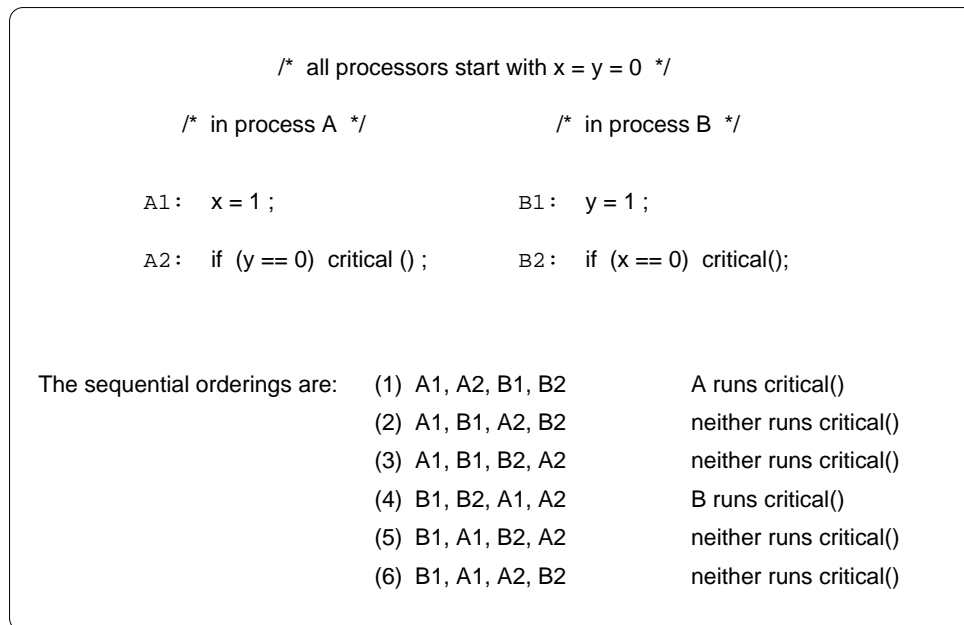 /* all processors start with x = y = 0 */
/* in process A */ /* in process B */
A1: x = 1 ; B1: y = 1 ;
A2: if (y == 0) critical () ; B2: if (x == 0) critical();
The sequential orderings are: (1) A1, A2, B1, B2 A runs critical()
(2) A1, B1, A2, B2 neither runs critical()
(3) A1, B1, B2, A2 neither runs critical()
(4) B1, B2, A1, A2 B runs critical()
(5) B1, A1, B2, A2 neither runs critical()
(6) B1, A1, A2, B2 neither runs critical()